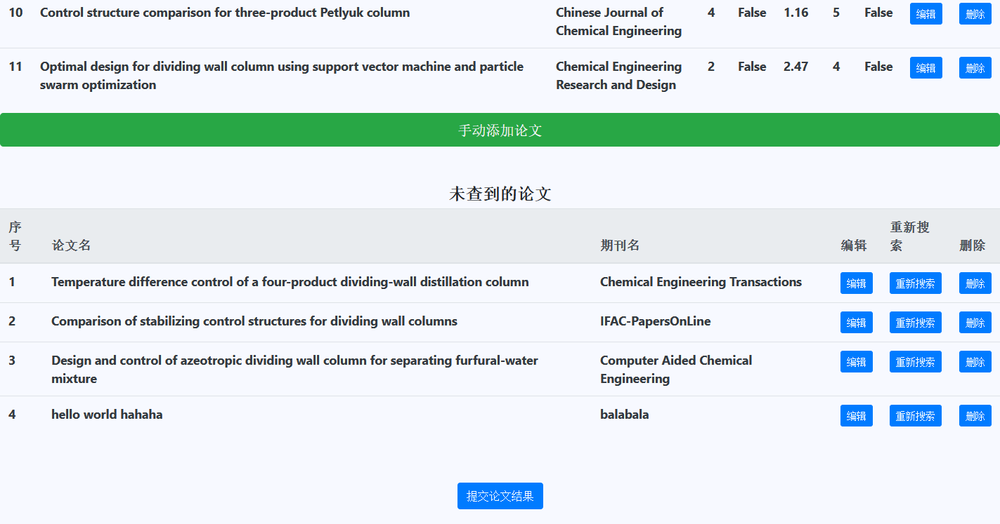 10 Control structure comparison for three-product Petlyuk column Chinese Journal of 4 False 1.16 5 False 编辑 删除
Chemical Engineering
11 Optimal design for dividing wall column using support vector machine and particle Chemical Engineering 2 False 2.47 4 False 编辑 删除
swarm optimization Research and Design
手动添加论文
未查到的论文
序 重新搜
号 论文名 期刊名 编辑 索 删除
1 Temperature difference control of a four-product dividing-wall distillation column Chemical Engineering Transactions 编辑 重新搜索 删除
2 Comparison of stabilizing control structures for dividing wall columns IFAC-PapersOnLine 编辑 重新搜索 删除
3 Design and control of azeotropic dividing wall column for separating furfural-water Computer Aided Chemical 编辑 重新搜索 删除
mixture Engineering
4 hello world hahaha balabala 编辑 重新搜索 删除
提交论文结果